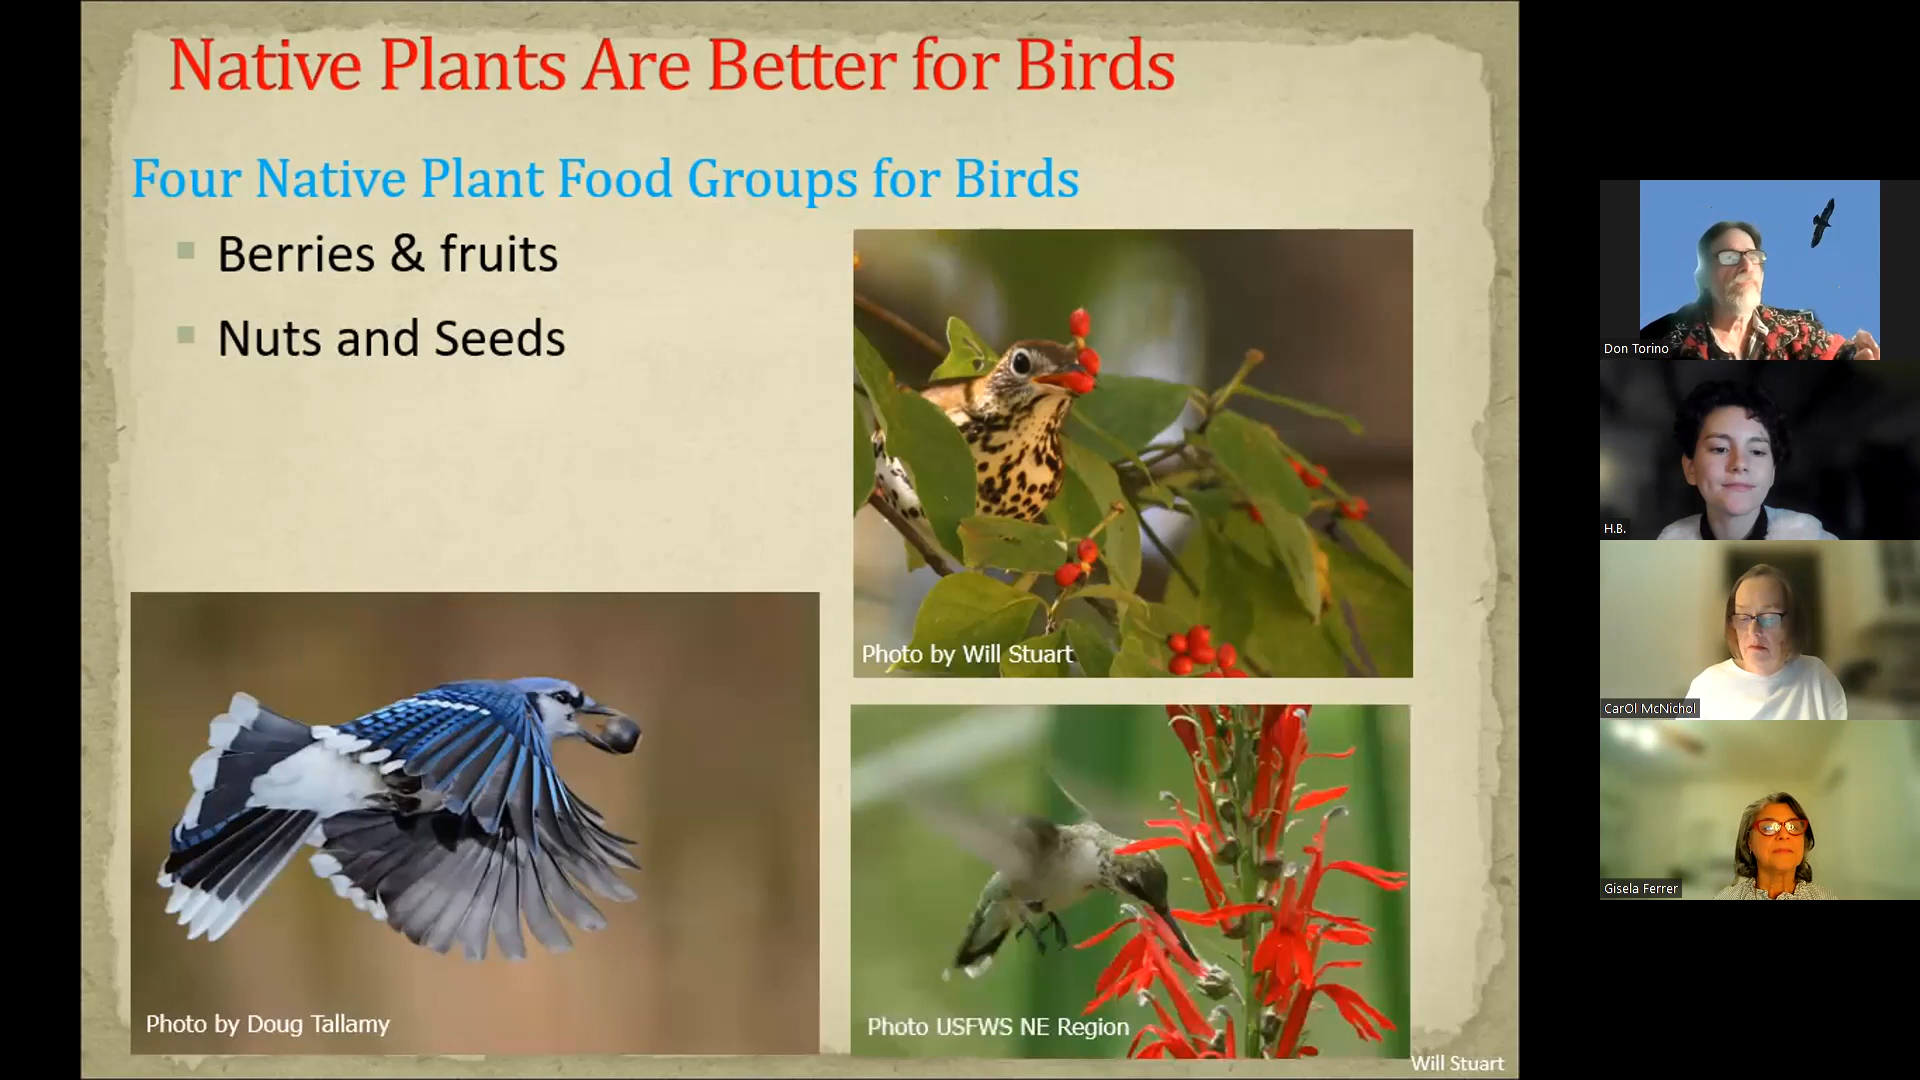 Native Plants Are Better for Birds
Four Native Plant Food Groups for Birds
Berries & fruits
Nuts and Seeds
Photo by Will Stuart
Photo by Doug Tallamy
Photo USFWS NE Region
Will Stuart
Don Torino
H.B.
CarOl McNichol
Gisela Ferrer